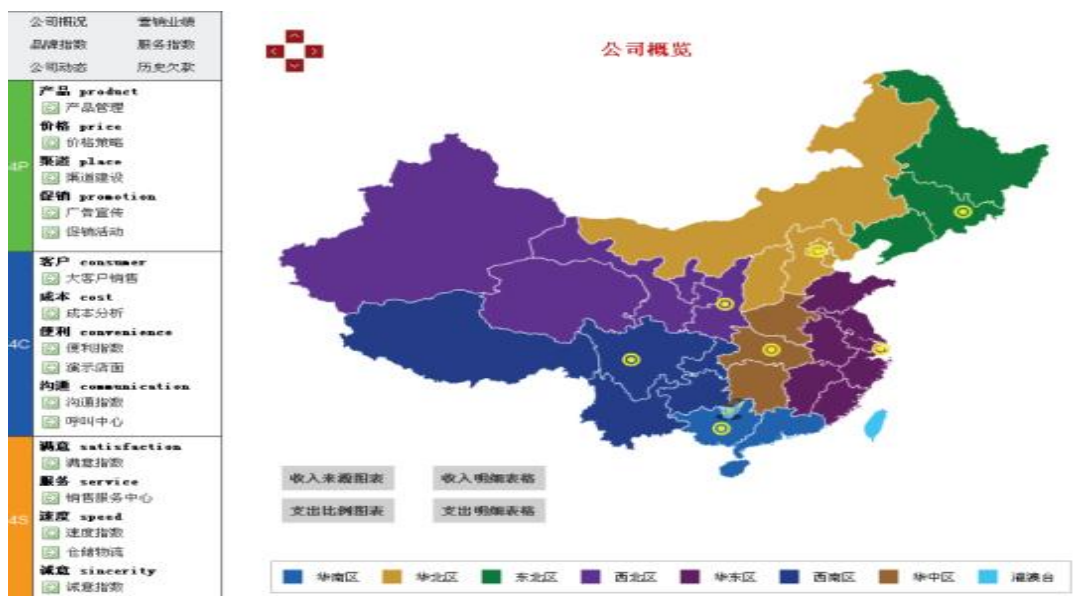 公司概况 营销业绩
品牌指数 服务指数
公司动态 历史欠款
公司概览
4P
产品 product
产品管理
价格 price
价格策略
渠道 place
渠道建设
促销 promotion
广告宣传
促销活动
4C
客户 consumer
大客户销售
成本 cost
成本分析
便利 convenience
便利指数
演示店面
沟通 communication
沟通指数
呼叫中心
4S
满意 satisfaction
满意指数
服务 service
销售服务中心
速度 speed
速度指数
仓储物流
诚意 sincerity
诚意指数
收入来源图表 收入明细表格
支出比例图表 支出明细表格
华南区 华北区 东北区 西北区 华东区 西南区 华中区 港澳台